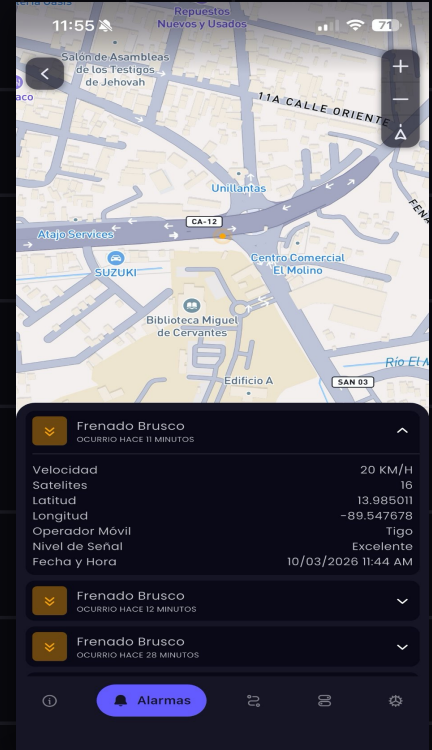 Repuestos
Nuevos y Usados
11:55
71
Salón de Asambleas
de los Testigos
de Jehovah
aco
11A CALLE ORIENTE
Unillantas
CA-12
Atajo Services
SUZUKI
Centro Comercial
El Molino
Biblioteca Miguel
de Cervantes
Edificio A
SAN 03
Frenado Brusco
OCURRIO HACE 11 MINUTOS
Velocidad 20 KM/H
Satelites 16
Latitud 13.985011
Longitud -89.547678
Operador Móvil Tigo
Nivel de Señal Excelente
Fecha y Hora 10/03/2026 11:44 AM
Frenado Brusco
OCURRIO HACE 12 MINUTOS
Frenado Brusco
OCURRIO HACE 28 MINUTOS
Alarmas